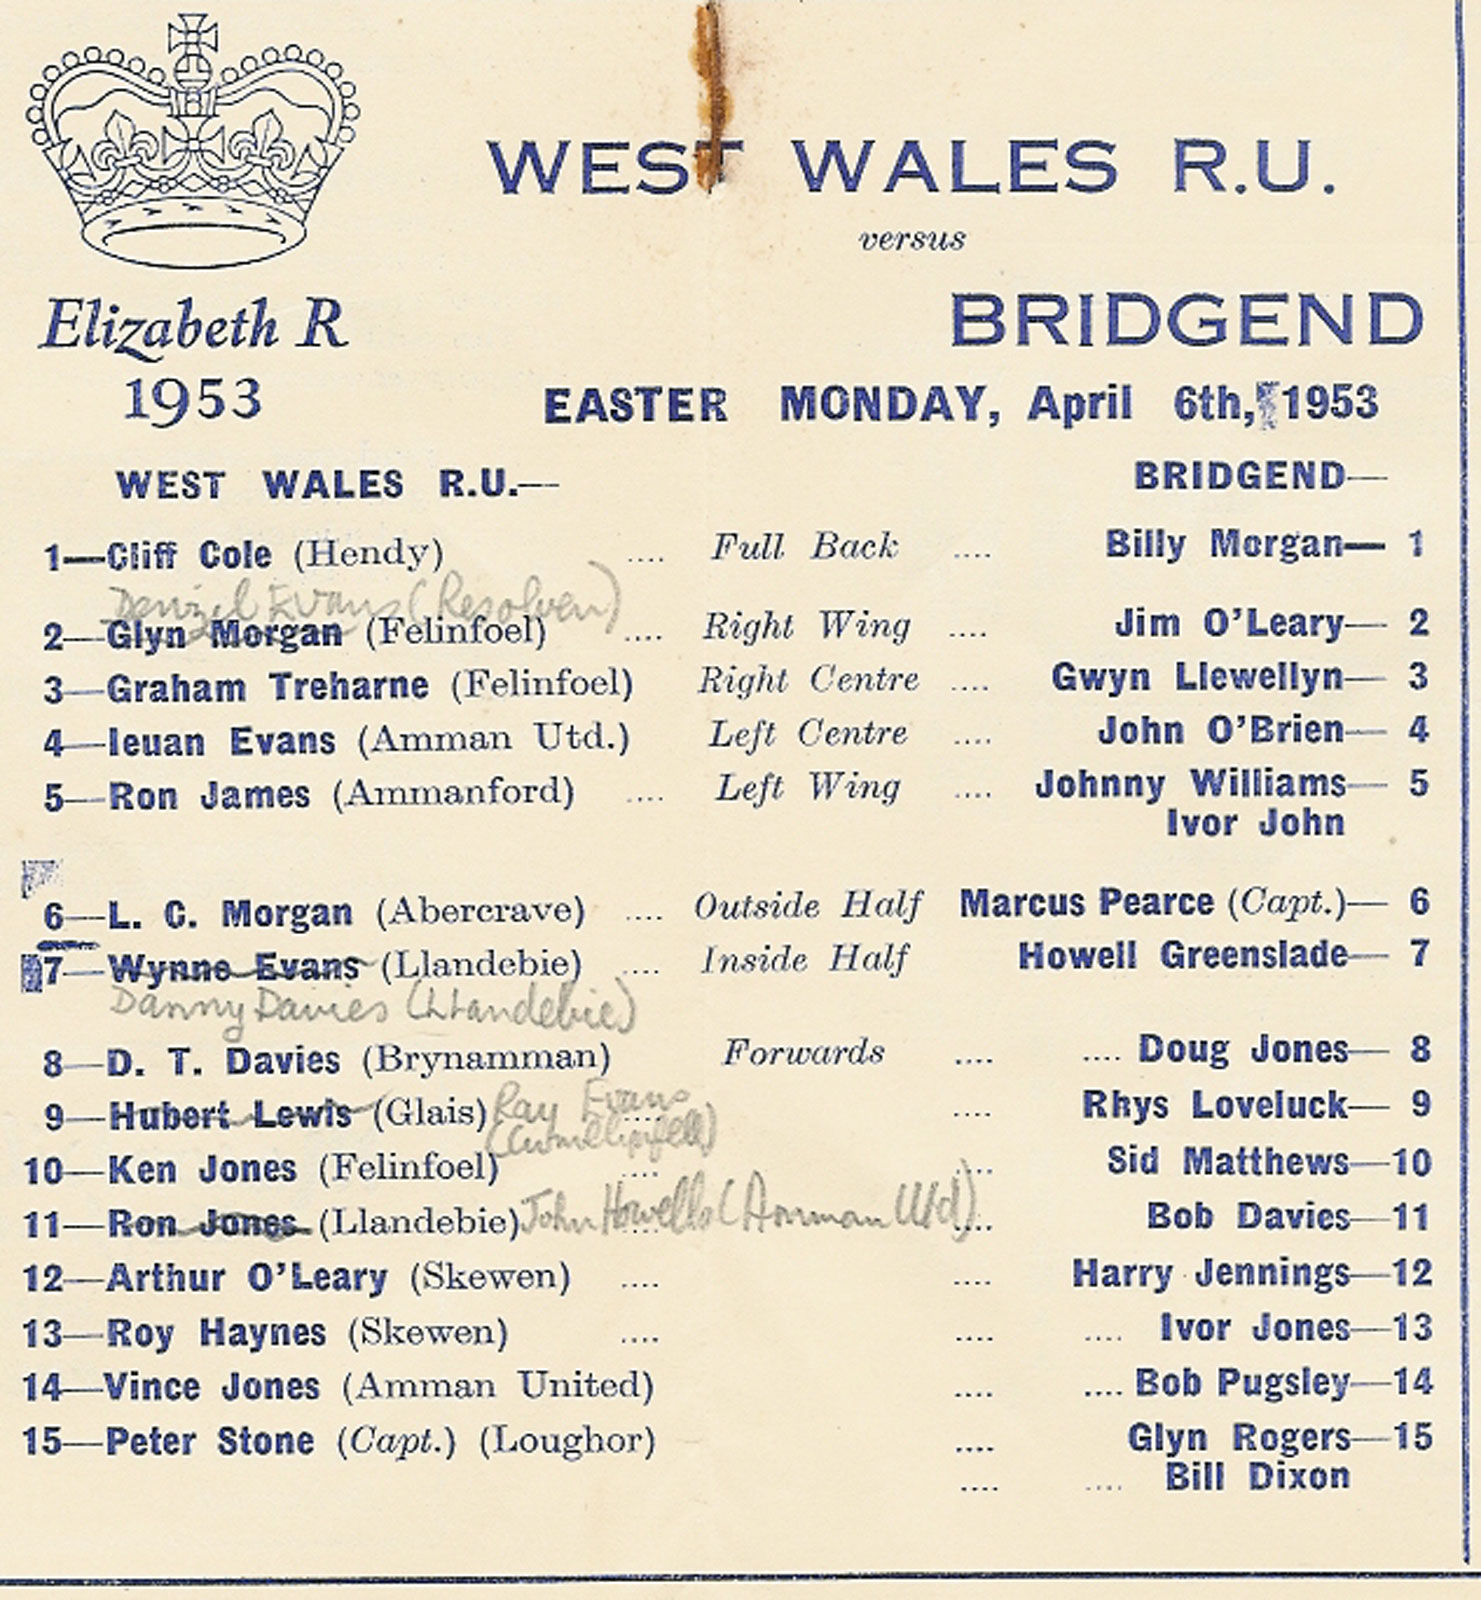 WEST WALES R.U.
versus
BRIDGEND
Elizabeth R
1953
EASTER MONDAY, April 6th, 1953
WEST WALES R.U.—
BRIDGEND—
1—Cliff Cole (Hendy) .... Full Back .... Billy Morgan— 1
Denzil Evans (Resolven)
2—Glyn Morgan (Felinfoel) .... Right Wing .... Jim O'Leary— 2
3—Graham Treharne (Felinfoel) Right Centre .... Gwyn Llewellyn— 3
4—Ieuan Evans (Amman Utd.) Left Centre .... John O'Brien— 4
5—Ron James (Ammanford) .... Left Wing .... Johnny Williams— 5
Ivor John
6—L. C. Morgan (Abercrave) .... Outside Half Marcus Pearce (Capt.)— 6
7—Wynne Evans (Llandebie) .... Inside Half Howell Greenslade— 7
Danny Davies (Llandebie)
8—D. T. Davies (Brynamman) Forwards .... .... Doug Jones— 8
9—Hubert Lewis (Glais) Ray Evans .... Rhys Loveluck— 9
(Cwmllynfell)
10—Ken Jones (Felinfoel) .... .... Sid Matthews—10
11—Ron Jones (Llandebie) John Howells (Amman Utd) .... Bob Davies—11
12—Arthur O'Leary (Skewen) .... .... Harry Jennings—12
13—Roy Haynes (Skewen) .... .... .... Ivor Jones—13
14—Vince Jones (Amman United) .... .... Bob Pugsley—14
15—Peter Stone (Capt.) (Loughor) .... Glyn Rogers—15
.... .... Bill Dixon